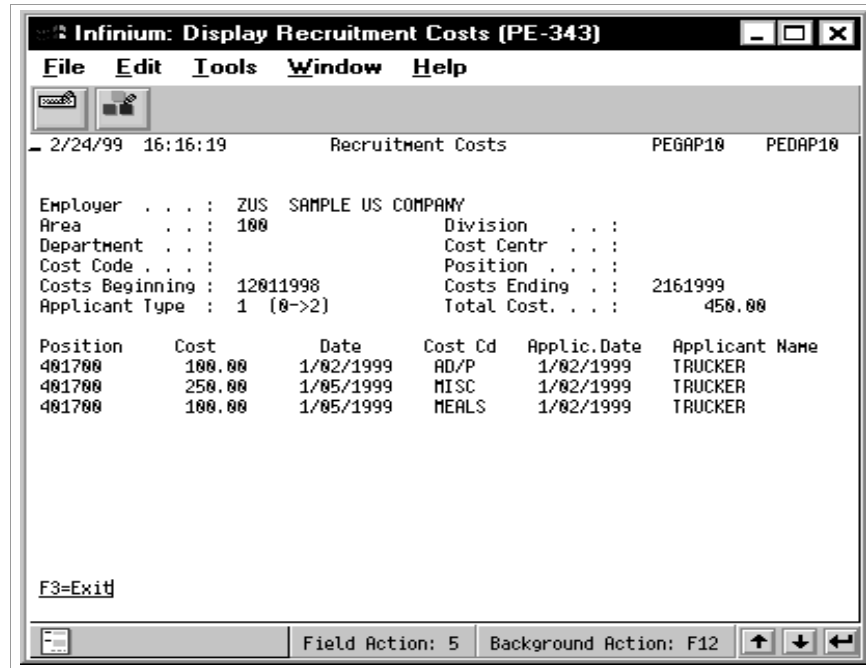 Infinium: Display Recruitment Costs (PE-343)
File Edit Tools Window Help
2/24/99 16:16:19 Recruitment Costs PEGAP10 PEDAP10
Employer . . . : ZUS SAMPLE US COMPANY
Area . . : 100 Division . . :
Department . . : Cost Centr . . :
Cost Code . . . : Position . . . :
Costs Beginning : 12011998 Costs Ending . : 2161999
Applicant Type : 1 (0->2) Total Cost. . . : 450.00
Position Cost Date Cost Cd Applic.Date Applicant Name
401700 100.00 1/02/1999 AD/P 1/02/1999 TRUCKER
401700 250.00 1/05/1999 MISC 1/02/1999 TRUCKER
401700 100.00 1/05/1999 MEALS 1/02/1999 TRUCKER
F3=Exit
Field Action: 5 Background Action: F12